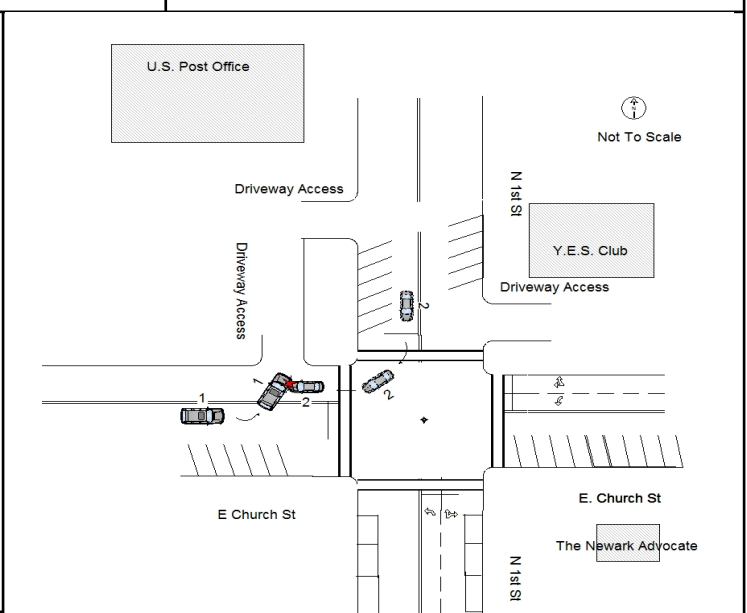 U.S. Post Office
N
Not To Scale
Driveway Access
N 1st St
Y.E.S. Club
Driveway Access
Driveway Access
2
1
1
2
2
E Church St
E. Church St
The Newark Advocate
N 1st St